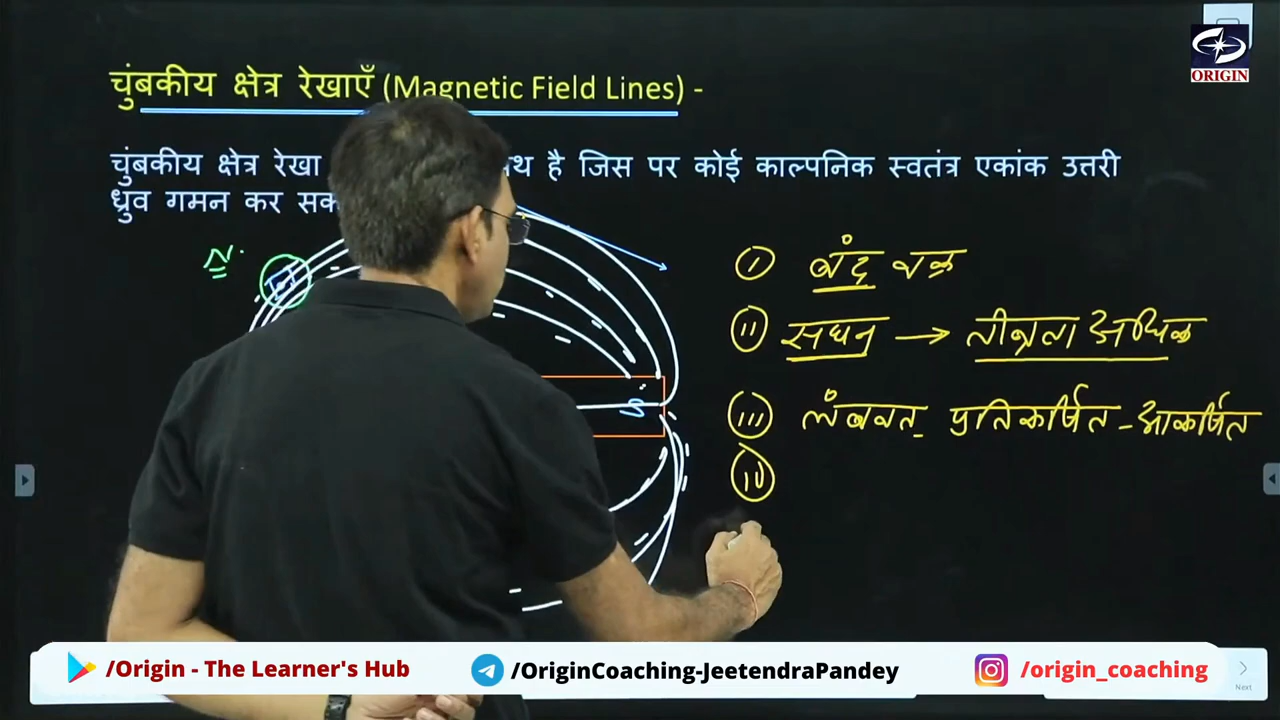 ORIGIN
चुंबकीय क्षेत्र रेखाएँ (Magnetic Field Lines) -
चुंबकीय क्षेत्र रेखा है जिस पर कोई काल्पनिक स्वतंत्र एकांक उत्तरी
ध्रुव गमन कर
N
S
(I) बंद वक्र
(II) सघन → तीव्रता अधिक
(III) लंबवत प्रतिकर्षित - आकर्षित
(IV)
/Origin - The Learner's Hub
/OriginCoaching-JeetendraPandey
/origin_coaching
Next